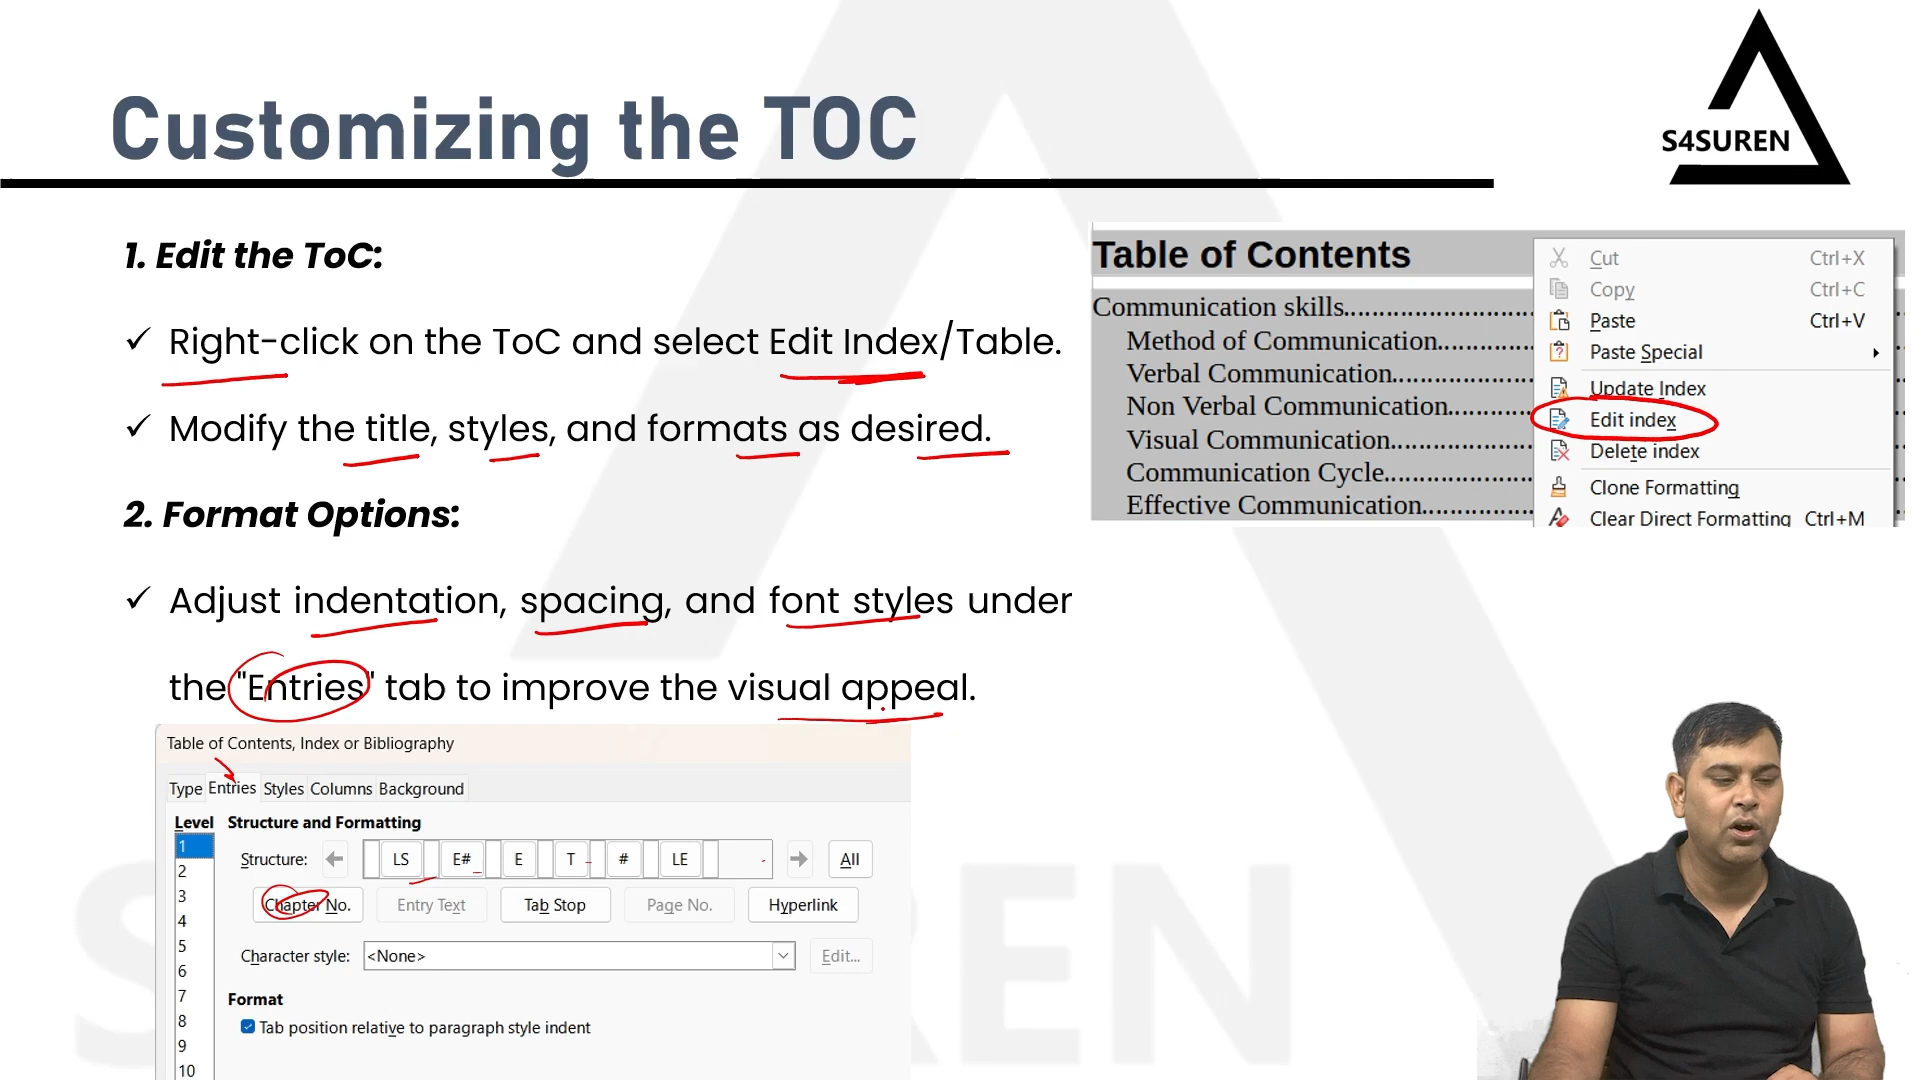 Customizing the TOC
S4SUREN
1. Edit the ToC:
✓ Right-click on the ToC and select Edit Index/Table.
✓ Modify the title, styles, and formats as desired.
2. Format Options:
✓ Adjust indentation, spacing, and font styles under
the "Entries" tab to improve the visual appeal.
Table of Contents
Communication skills
Method of Communication
Verbal Communication
Non Verbal Communication
Visual Communication
Communication Cycle
Effective Communication
Cut Ctrl+X
Copy Ctrl+C
Paste Ctrl+V
Paste Special
Update Index
Edit index
Delete index
Clone Formatting
Clear Direct Formatting Ctrl+M
Table of Contents, Index or Bibliography
Type Entries Styles Columns Background
Level Structure and Formatting
1
2
3
4
5
6
7
8
9
10
Structure: LS E# E T # LE All
Chapter No. Entry Text Tab Stop Page No. Hyperlink
Character style: <None> Edit...
Format
Tab position relative to paragraph style indent